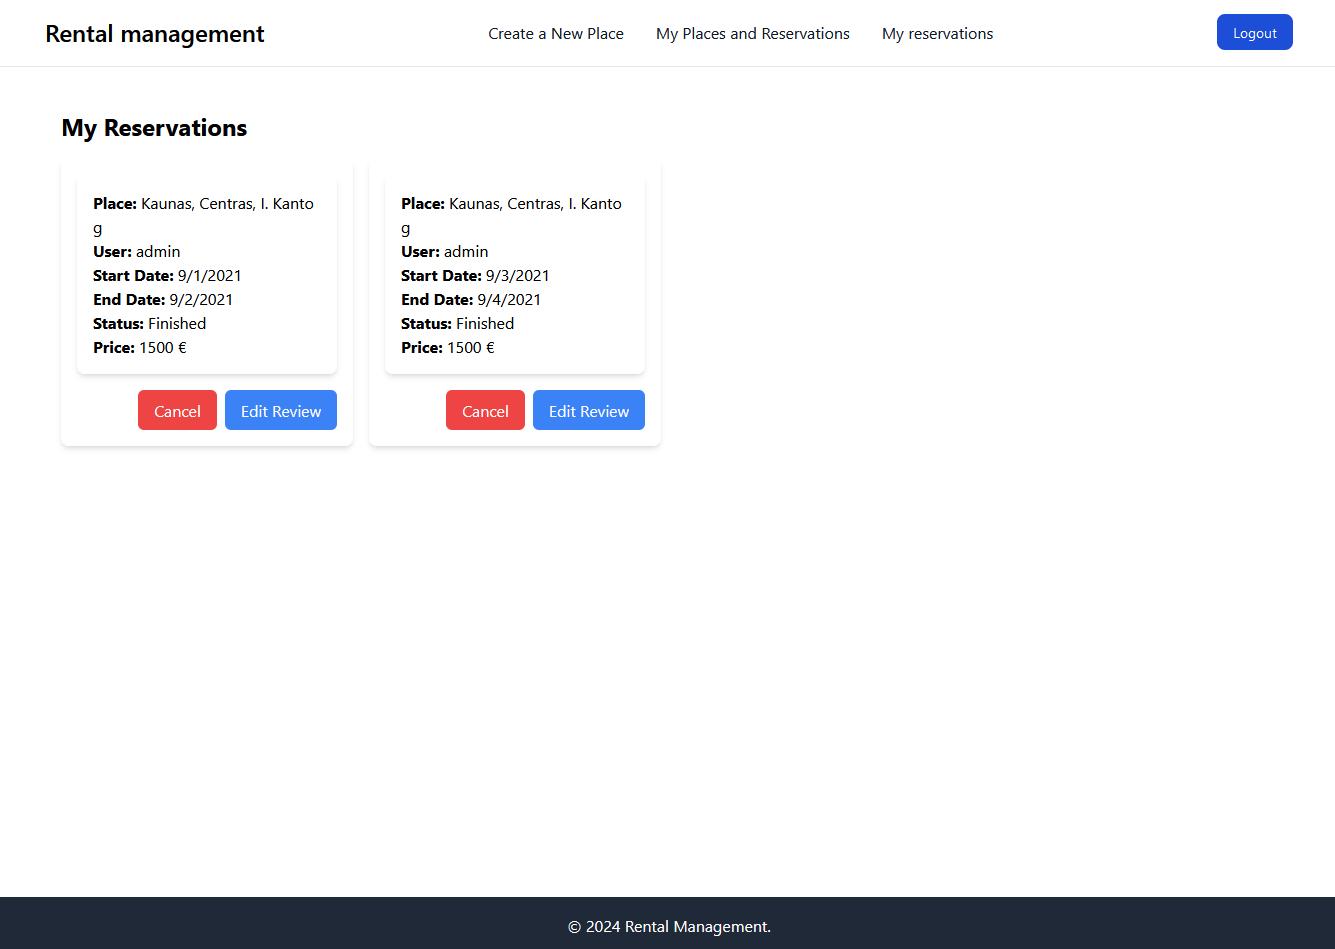 Rental management
Create a New Place
My Places and Reservations
My reservations
Logout
My Reservations
Place: Kaunas, Centras, I. Kanto
g
User: admin
Start Date: 9/1/2021
End Date: 9/2/2021
Status: Finished
Price: 1500 €
Cancel
Edit Review
Place: Kaunas, Centras, I. Kanto
g
User: admin
Start Date: 9/3/2021
End Date: 9/4/2021
Status: Finished
Price: 1500 €
Cancel
Edit Review
© 2024 Rental Management.